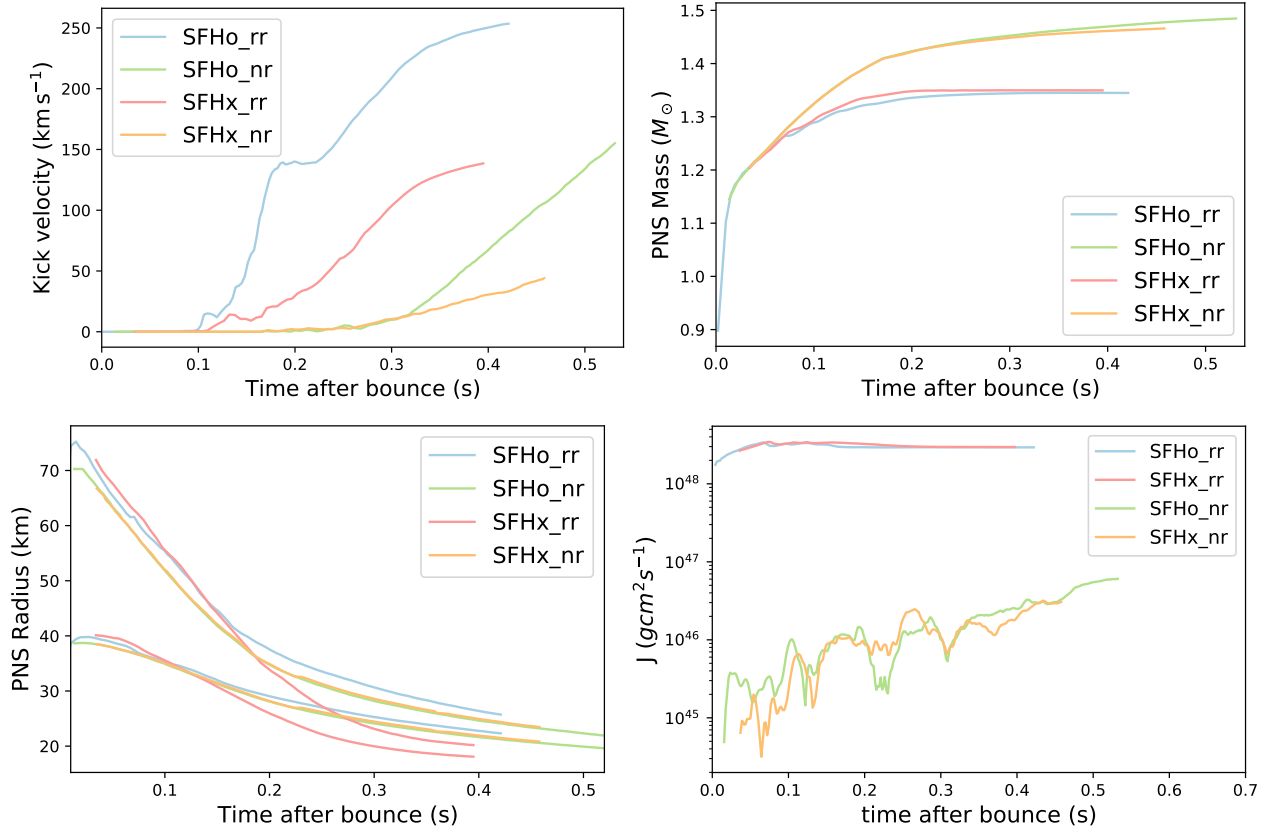 Kick velocity (km s⁻¹)
250
200
150
100
50
0
SFHo_rr
SFHo_nr
SFHx_rr
SFHx_nr
0.0 0.1 0.2 0.3 0.4 0.5
Time after bounce (s)
PNS Mass (M⊙)
1.5
1.4
1.3
1.2
1.1
1.0
0.9
SFHo_rr
SFHo_nr
SFHx_rr
SFHx_nr
0.0 0.1 0.2 0.3 0.4 0.5
Time after bounce (s)
PNS Radius (km)
70
60
50
40
30
20
SFHo_rr
SFHo_nr
SFHx_rr
SFHx_nr
0.1 0.2 0.3 0.4 0.5
Time after bounce (s)
J (gcm²s⁻¹)
10⁴⁸
10⁴⁷
10⁴⁶
10⁴⁵
SFHo_rr
SFHx_rr
SFHo_nr
SFHx_nr
0.0 0.1 0.2 0.3 0.4 0.5 0.6 0.7
time after bounce (s)